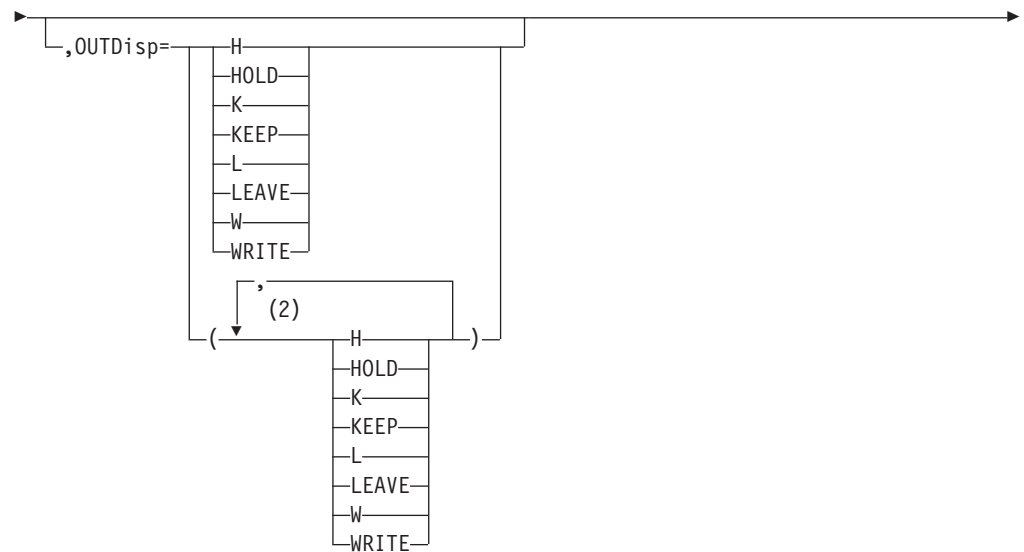 ,OUTDisp=
H
HOLD
K
KEEP
L
LEAVE
W
WRITE
,
(2)
( H )
HOLD
K
KEEP
L
LEAVE
W
WRITE